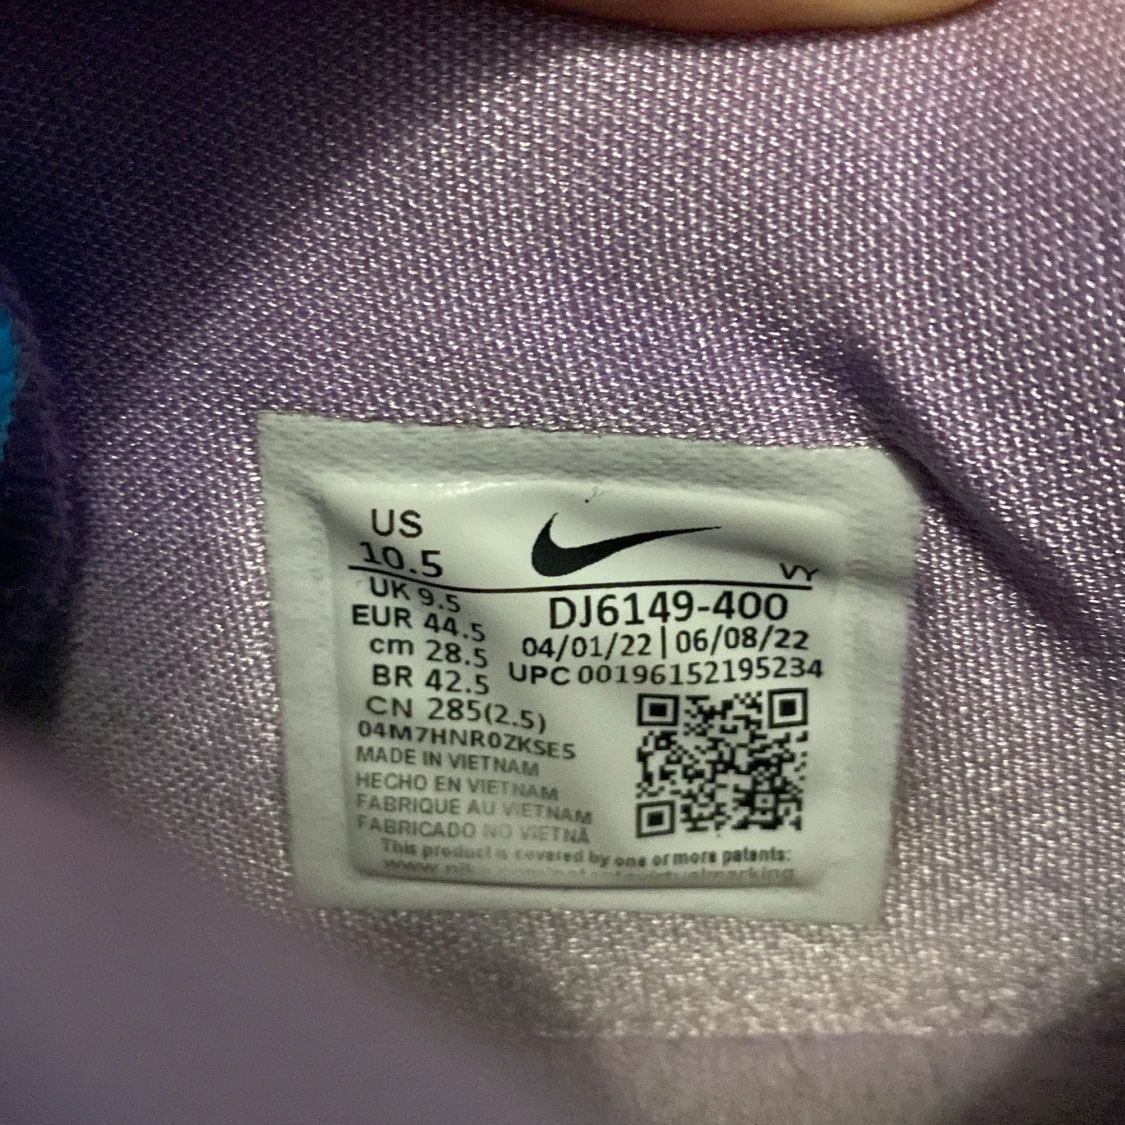 US
10.5
VY
UK 9.5
EUR 44.5
cm 28.5
BR 42.5
CN 285(2.5)
04M7HNR0ZKSE5
MADE IN VIETNAM
HECHO EN VIETNAM
FABRIQUE AU VIETNAM
FABRICADO NO VIETNÃ
DJ6149-400
04/01/22 | 06/08/22
UPC 00196152195234
This product is covered by one or more patents: